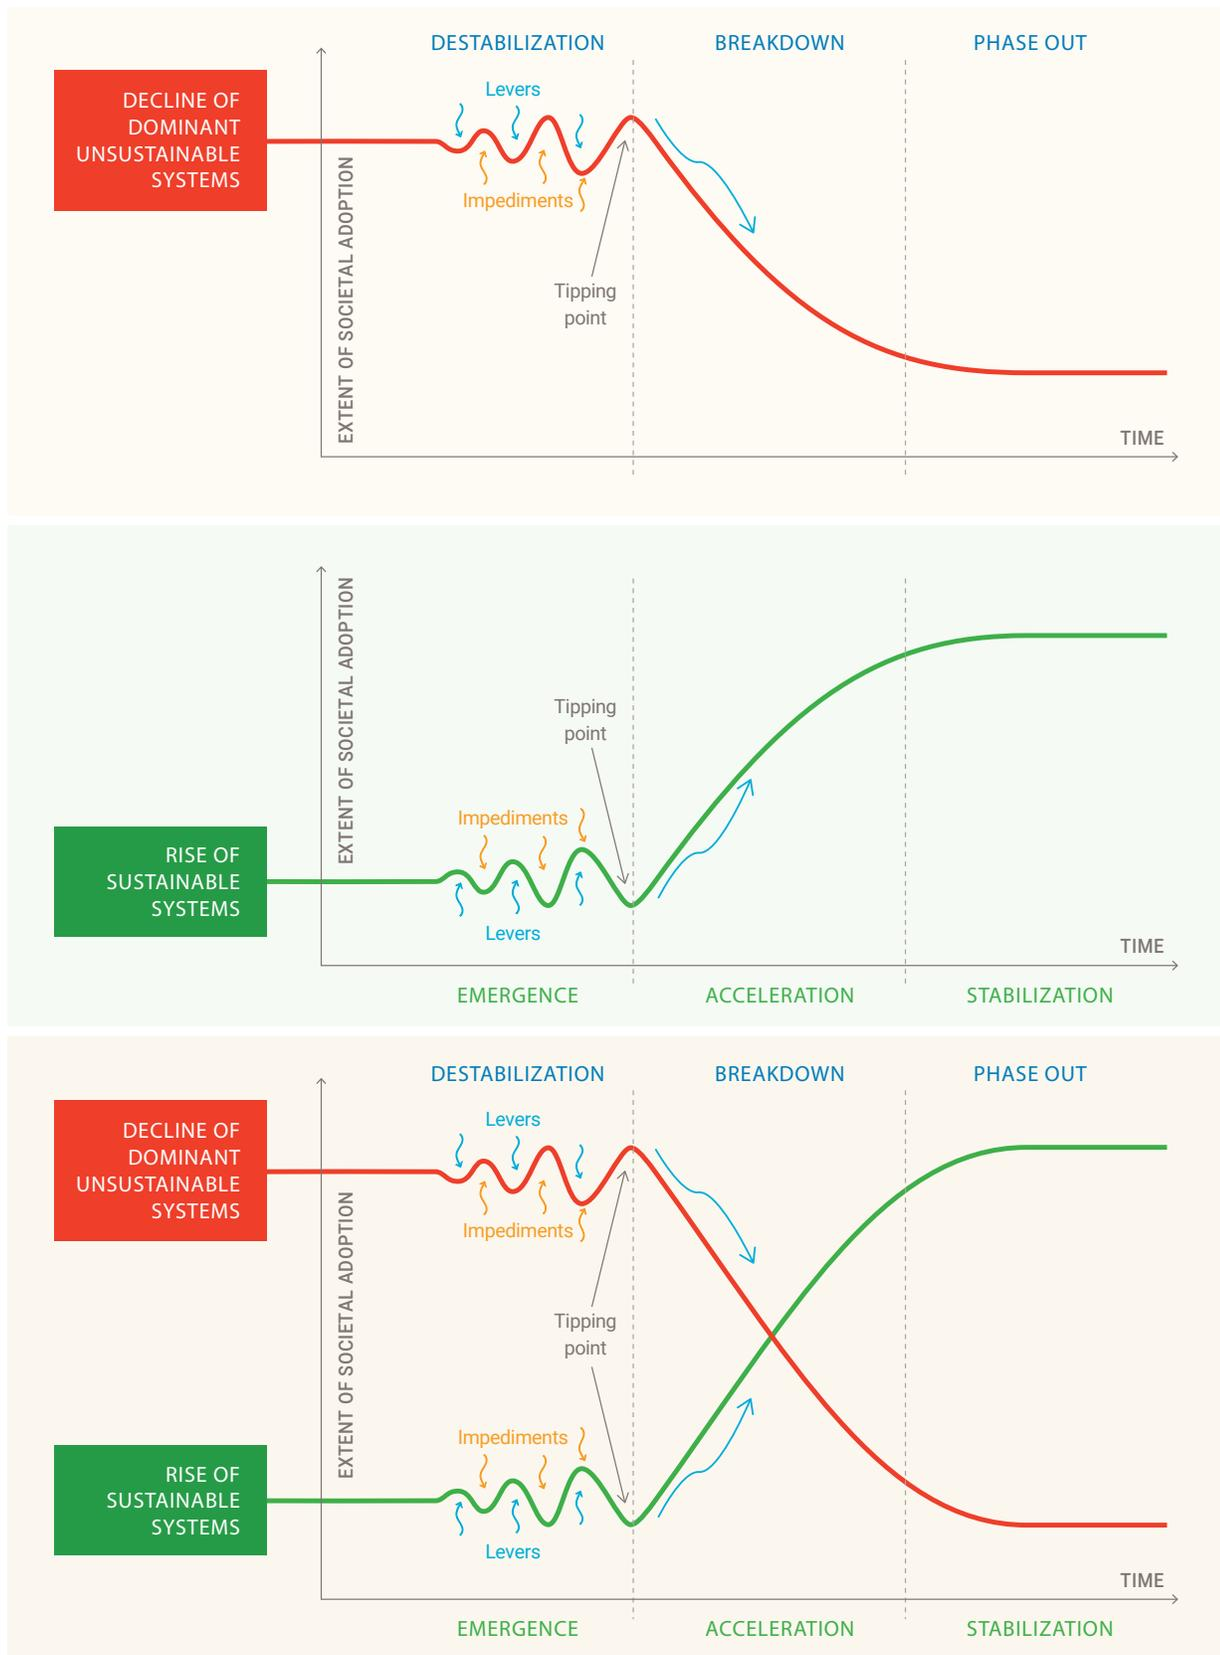 DESTABILIZATION
BREAKDOWN
PHASE OUT
DECLINE OF
DOMINANT
UNSUSTAINABLE
SYSTEMS
Levers
Impediments
Tipping
point
EXTENT OF SOCIETAL ADOPTION
TIME
EXTENT OF SOCIETAL ADOPTION
Tipping
point
Impediments
RISE OF
SUSTAINABLE
SYSTEMS
Levers
TIME
EMERGENCE
ACCELERATION
STABILIZATION
DESTABILIZATION
BREAKDOWN
PHASE OUT
DECLINE OF
DOMINANT
UNSUSTAINABLE
SYSTEMS
Levers
Impediments
EXTENT OF SOCIETAL ADOPTION
Tipping
point
Impediments
RISE OF
SUSTAINABLE
SYSTEMS
Levers
TIME
EMERGENCE
ACCELERATION
STABILIZATION